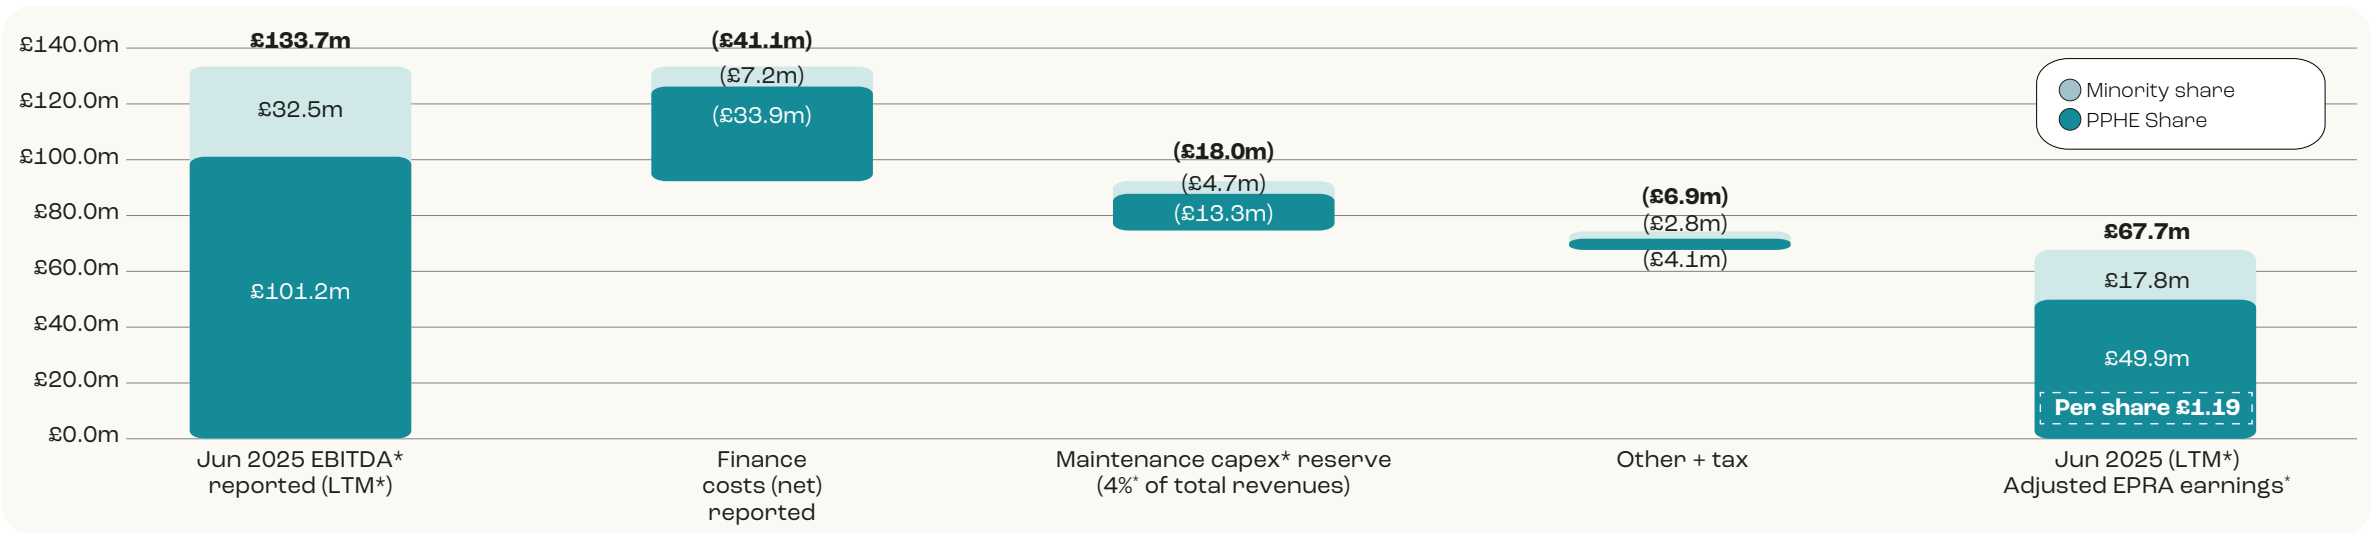 £140.0m
£120.0m
£100.0m
£80.0m
£60.0m
£40.0m
£20.0m
£0.0m
£133.7m
£32.5m
£101.2m
(£41.1m)
(£7.2m)
(£33.9m)
(£18.0m)
(£4.7m)
(£13.3m)
(£6.9m)
(£2.8m)
(£4.1m)
£67.7m
£17.8m
£49.9m
Per share £1.19
Minority share
PPHE Share
Jun 2025 EBITDA*
reported (LTM*)
Finance
costs (net)
reported
Maintenance capex* reserve
(4%* of total revenues)
Other + tax
Jun 2025 (LTM*)
Adjusted EPRA earnings*